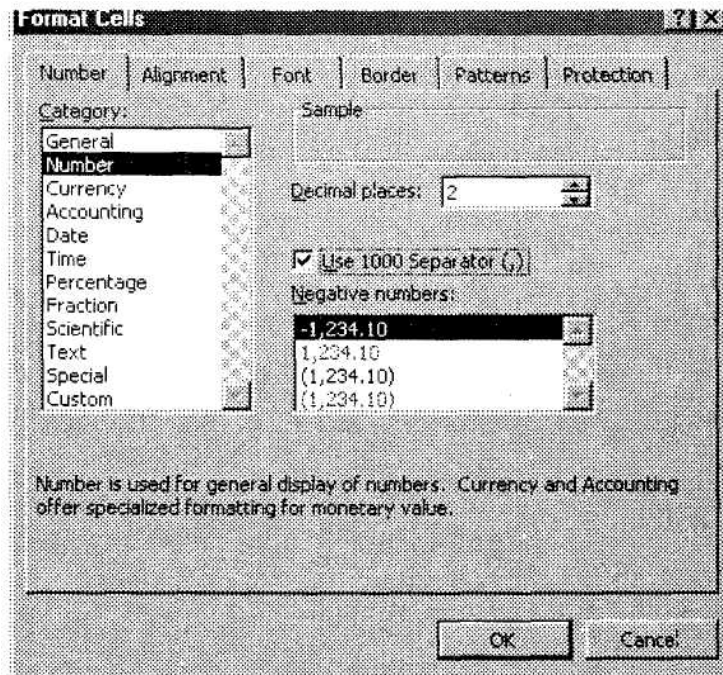 Format Cells
Number Alignment Font Border Patterns Protection
Category:
General
Number
Currency
Accounting
Date
Time
Percentage
Fraction
Scientific
Text
Special
Custom
Sample
Decimal places: 2
Use 1000 Separator (,)
Negative numbers:
-1,234.10
1,234.10
(1,234.10)
(1,234.10)
Number is used for general display of numbers. Currency and Accounting
offer specialized formatting for monetary value.
OK Cancel